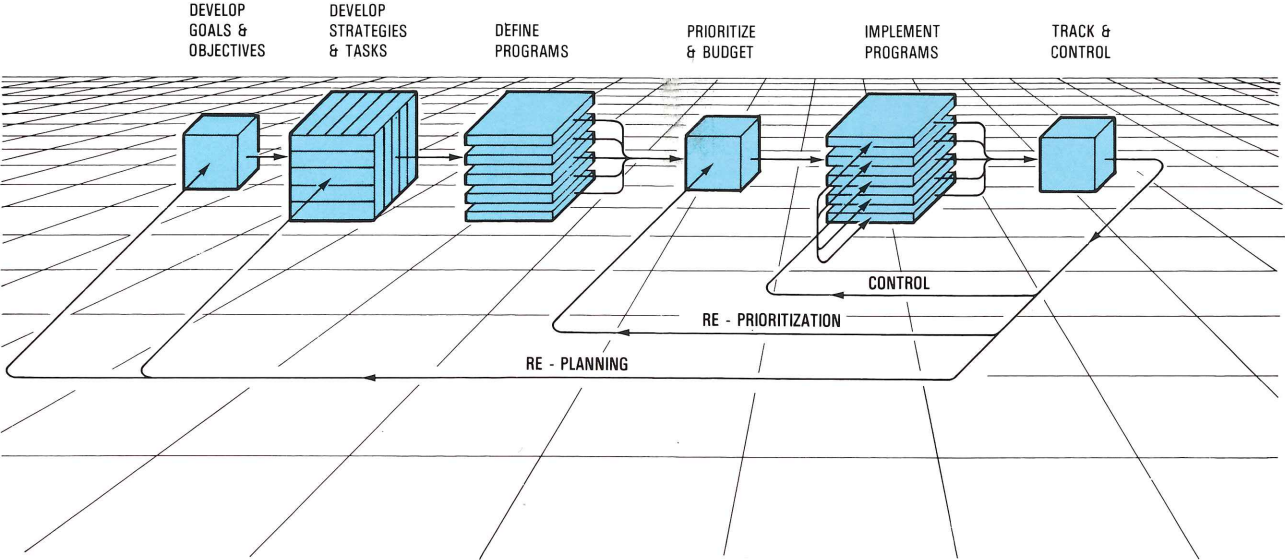 DEVELOP
GOALS &
OBJECTIVES
DEVELOP
STRATEGIES
& TASKS
DEFINE
PROGRAMS
PRIORITIZE
& BUDGET
IMPLEMENT
PROGRAMS
TRACK &
CONTROL
CONTROL
RE - PRIORITIZATION
RE - PLANNING